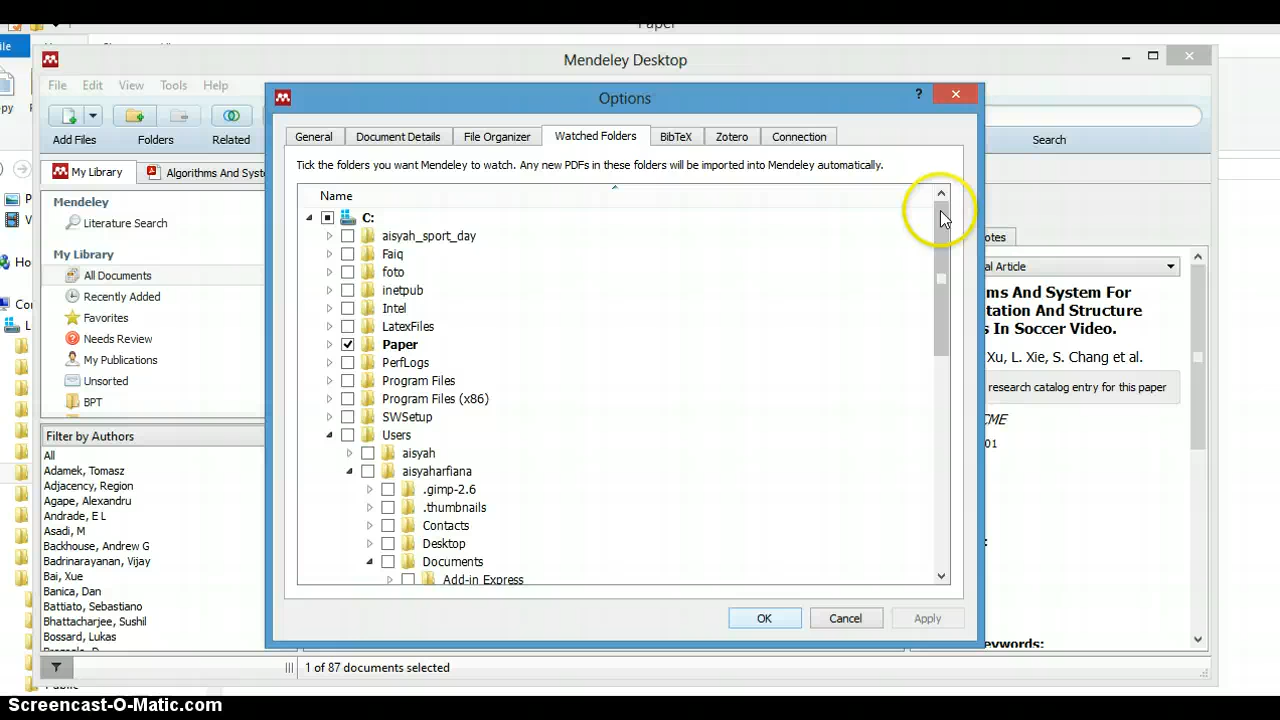 Paper
ile
Mendeley Desktop
File Edit View Tools Help
Options
py
Add Files Folders Related Search
General Document Details File Organizer Watched Folders BibTeX Zotero Connection
My Library Algorithms And Syste
Tick the folders you want Mendeley to watch. Any new PDFs in these folders will be imported into Mendeley automatically.
Name
Mendeley
Literature Search
My Library
All Documents
Recently Added
Favorites
Needs Review
My Publications
Unsorted
BPT
C:
aisyah_sport_day
Faiq
foto
inetpub
Intel
LatexFiles
Paper
PerfLogs
Program Files
Program Files (x86)
SWSetup
Users
aisyah
aisyaharfiana
.gimp-2.6
.thumbnails
Contacts
Desktop
Documents
Add-in Express
OK Cancel Apply
otes
al Article
ms And System For
tation And Structure
s In Soccer Video.
Xu, L. Xie, S. Chang et al.
research catalog entry for this paper
CME
01
eywords:
Filter by Authors
All
Adamek, Tomasz
Adjacency, Region
Agape, Alexandru
Andrade, E L
Asadi, M
Backhouse, Andrew G
Badrinarayanan, Vijay
Bai, Xue
Banica, Dan
Battiato, Sebastiano
Bhattacharjee, Sushil
Bossard, Lukas
1 of 87 documents selected
Public
Screencast-O-Matic.com